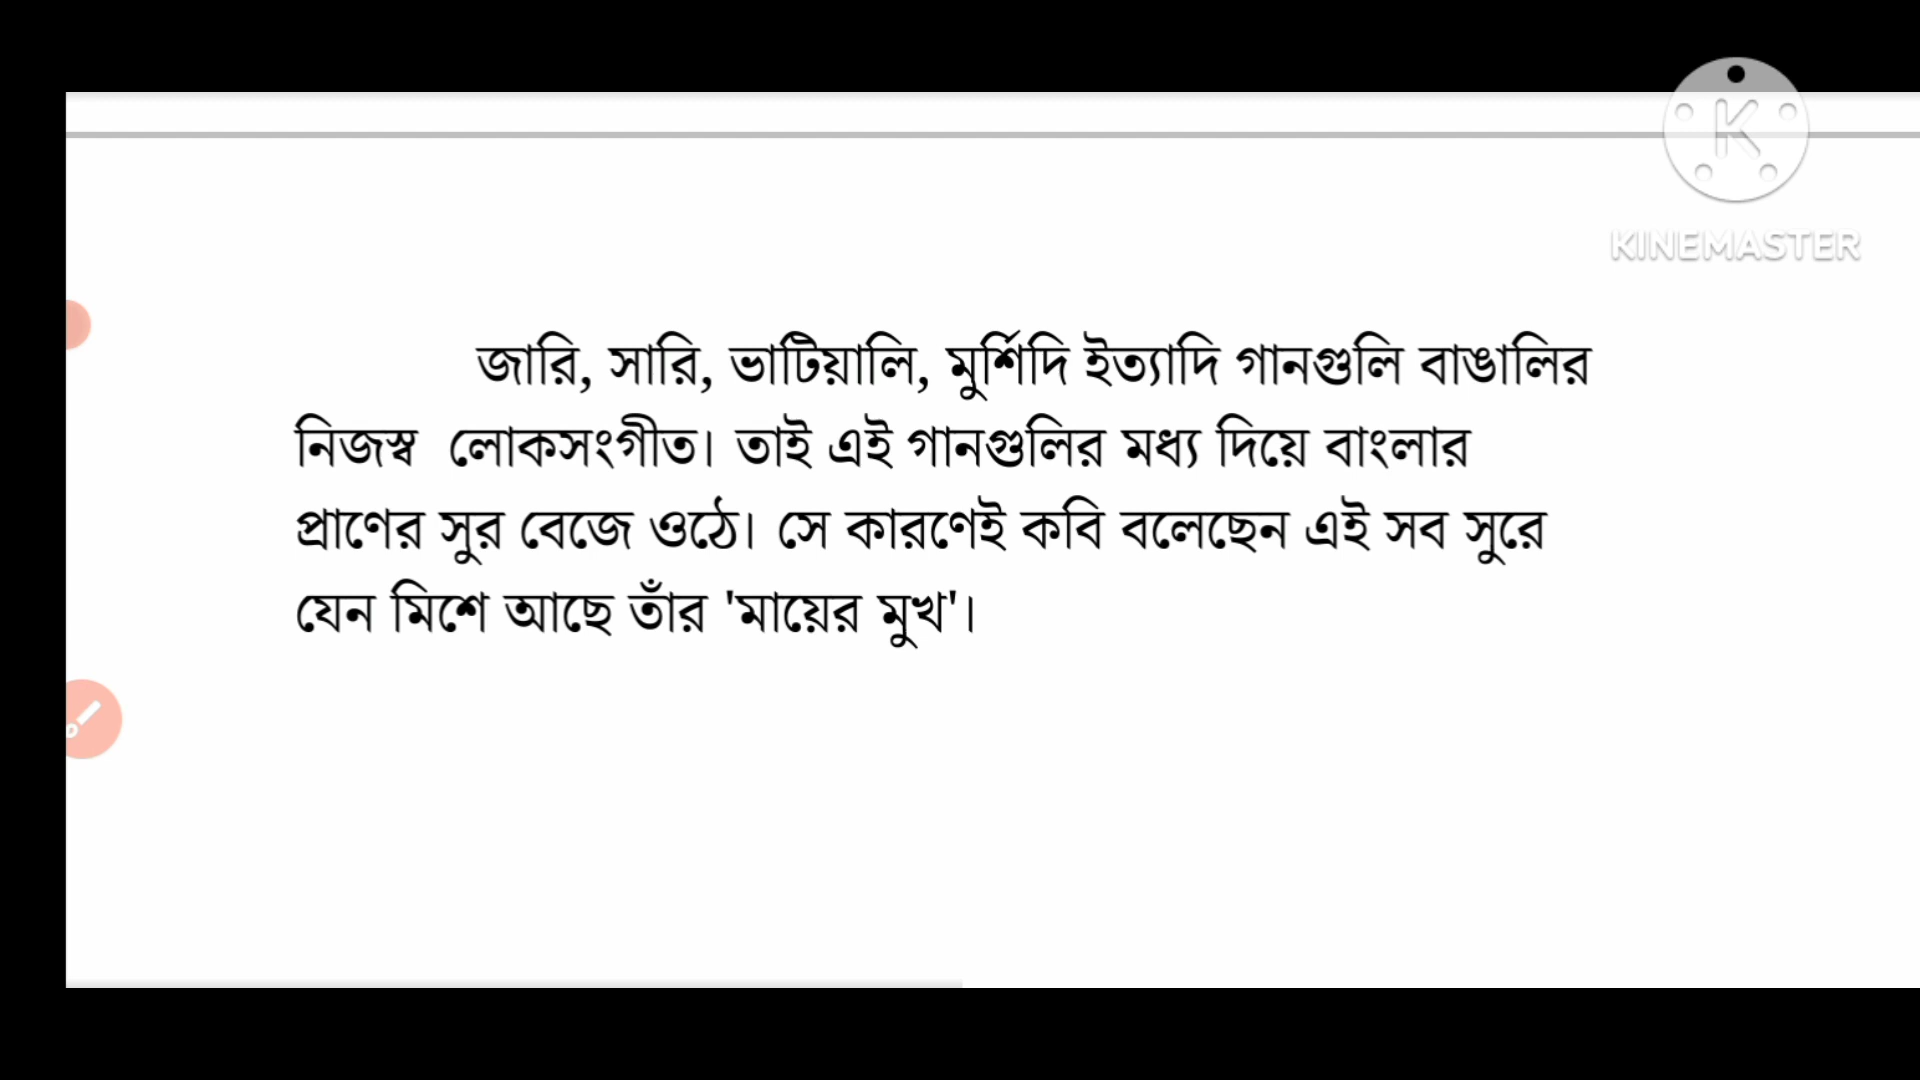 KINEMASTER
জারি, সারি, ভাটিয়ালি, মুর্শিদি ইত্যাদি গানগুলি বাঙালির
নিজস্ব লোকসংগীত। তাই এই গানগুলির মধ্য দিয়ে বাংলার
প্রাণের সুর বেজে ওঠে। সে কারণেই কবি বলেছেন এই সব সুরে
যেন মিশে আছে তাঁর 'মায়ের মুখ'।